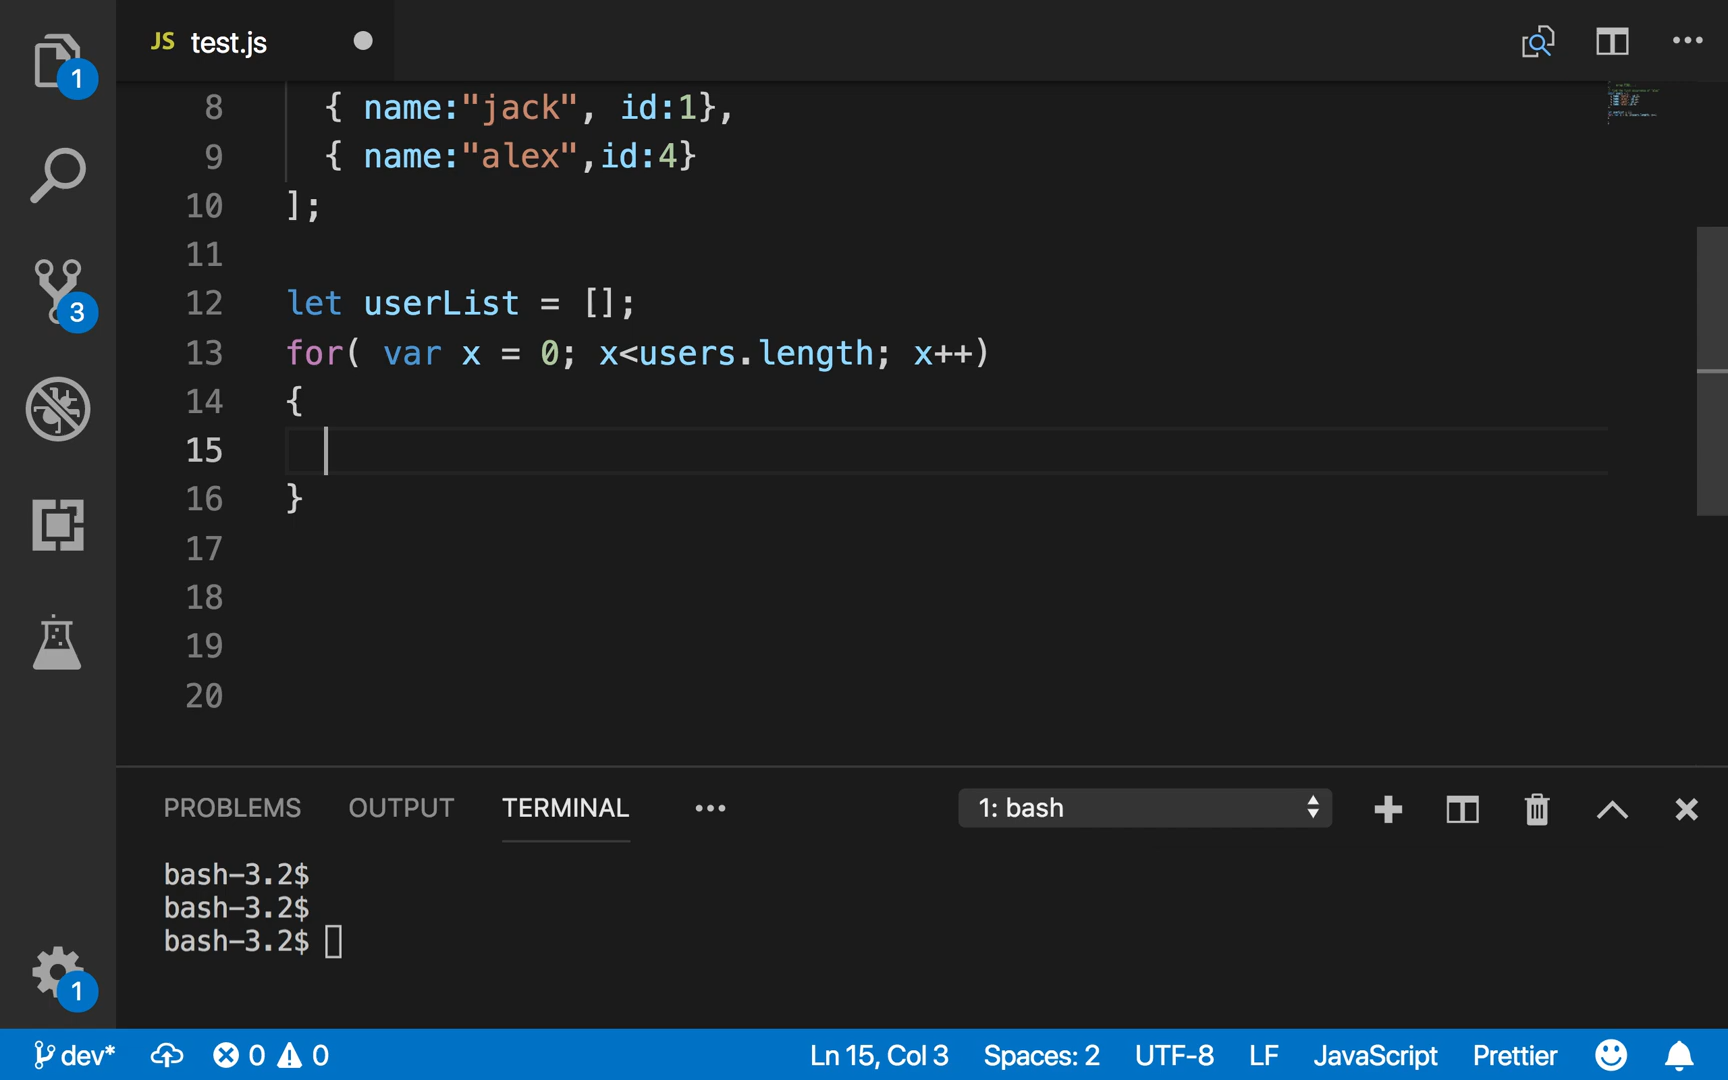 JS test.js
8 { name:"jack", id:1},
9 { name:"alex",id:4}
10 ];
11
12 let userList = [];
13 for( var x = 0; x<users.length; x++)
14 {
15
16 }
17
18
19
20
1
3
1
PROBLEMS OUTPUT TERMINAL ••• 1: bash
bash-3.2$
bash-3.2$
bash-3.2$
dev* 0 0 Ln 15, Col 3 Spaces: 2 UTF-8 LF JavaScript Prettier